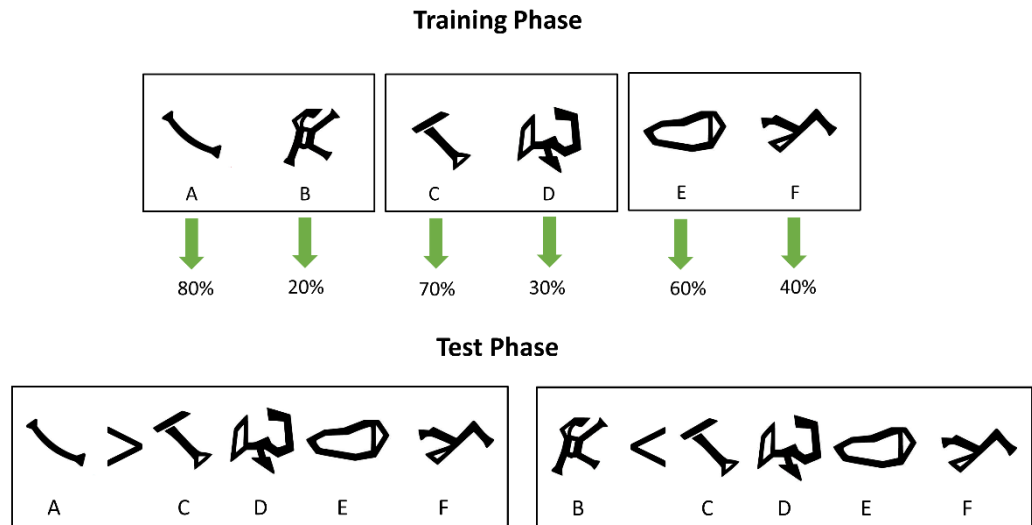 Training Phase
A B C D E F
80% 20% 70% 30% 60% 40%
Test Phase
A > C D E F B < C D E F